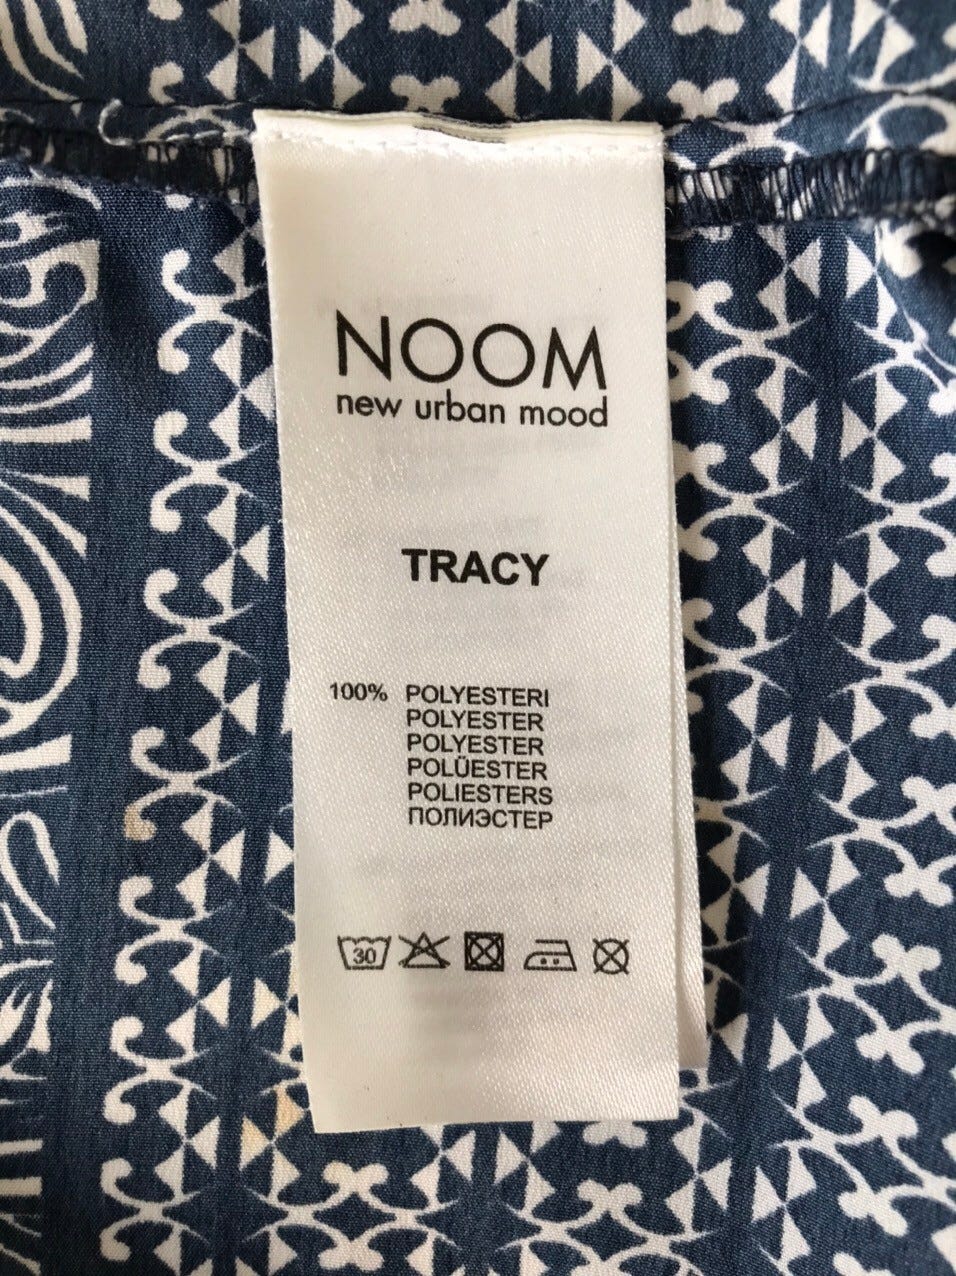 NOOM
new urban mood
TRACY
100% POLYESTERI
POLYESTER
POLYESTER
POLÜESTER
POLIESTERS
ПОЛИЭСТЕР
30